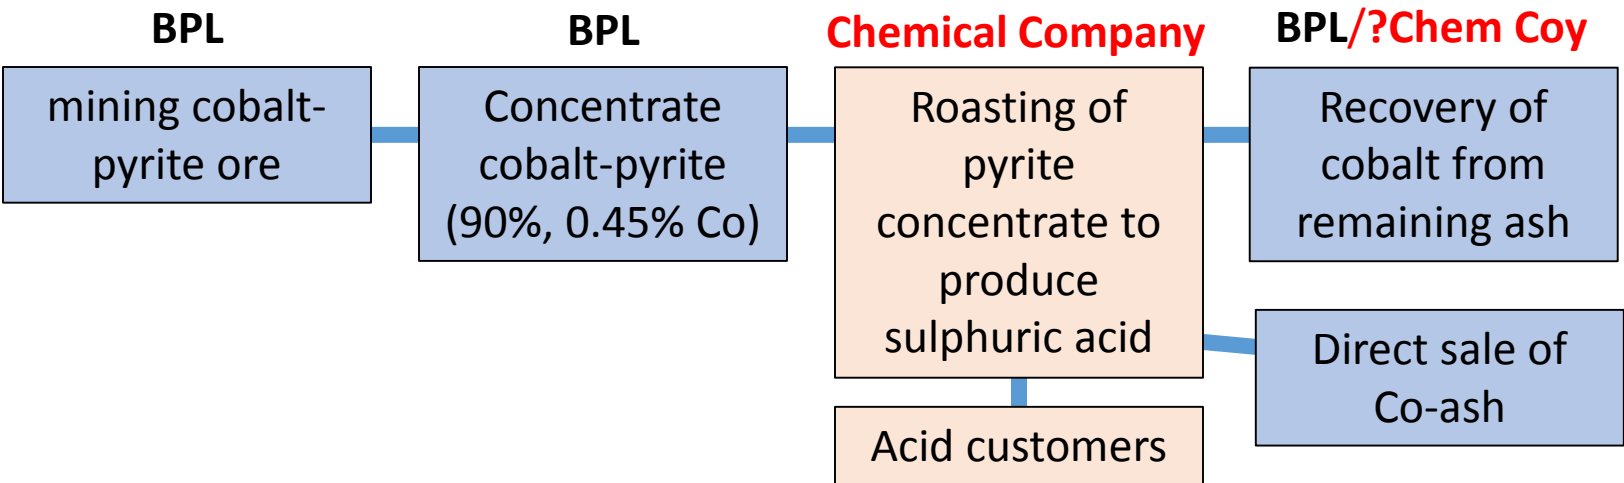 BPL
mining cobalt-
pyrite ore
BPL
Concentrate
cobalt-pyrite
(90%, 0.45% Co)
Chemical Company
Roasting of
pyrite
concentrate to
produce
sulphuric acid
Acid customers
BPL/?Chem Coy
Recovery of
cobalt from
remaining ash
Direct sale of
Co-ash